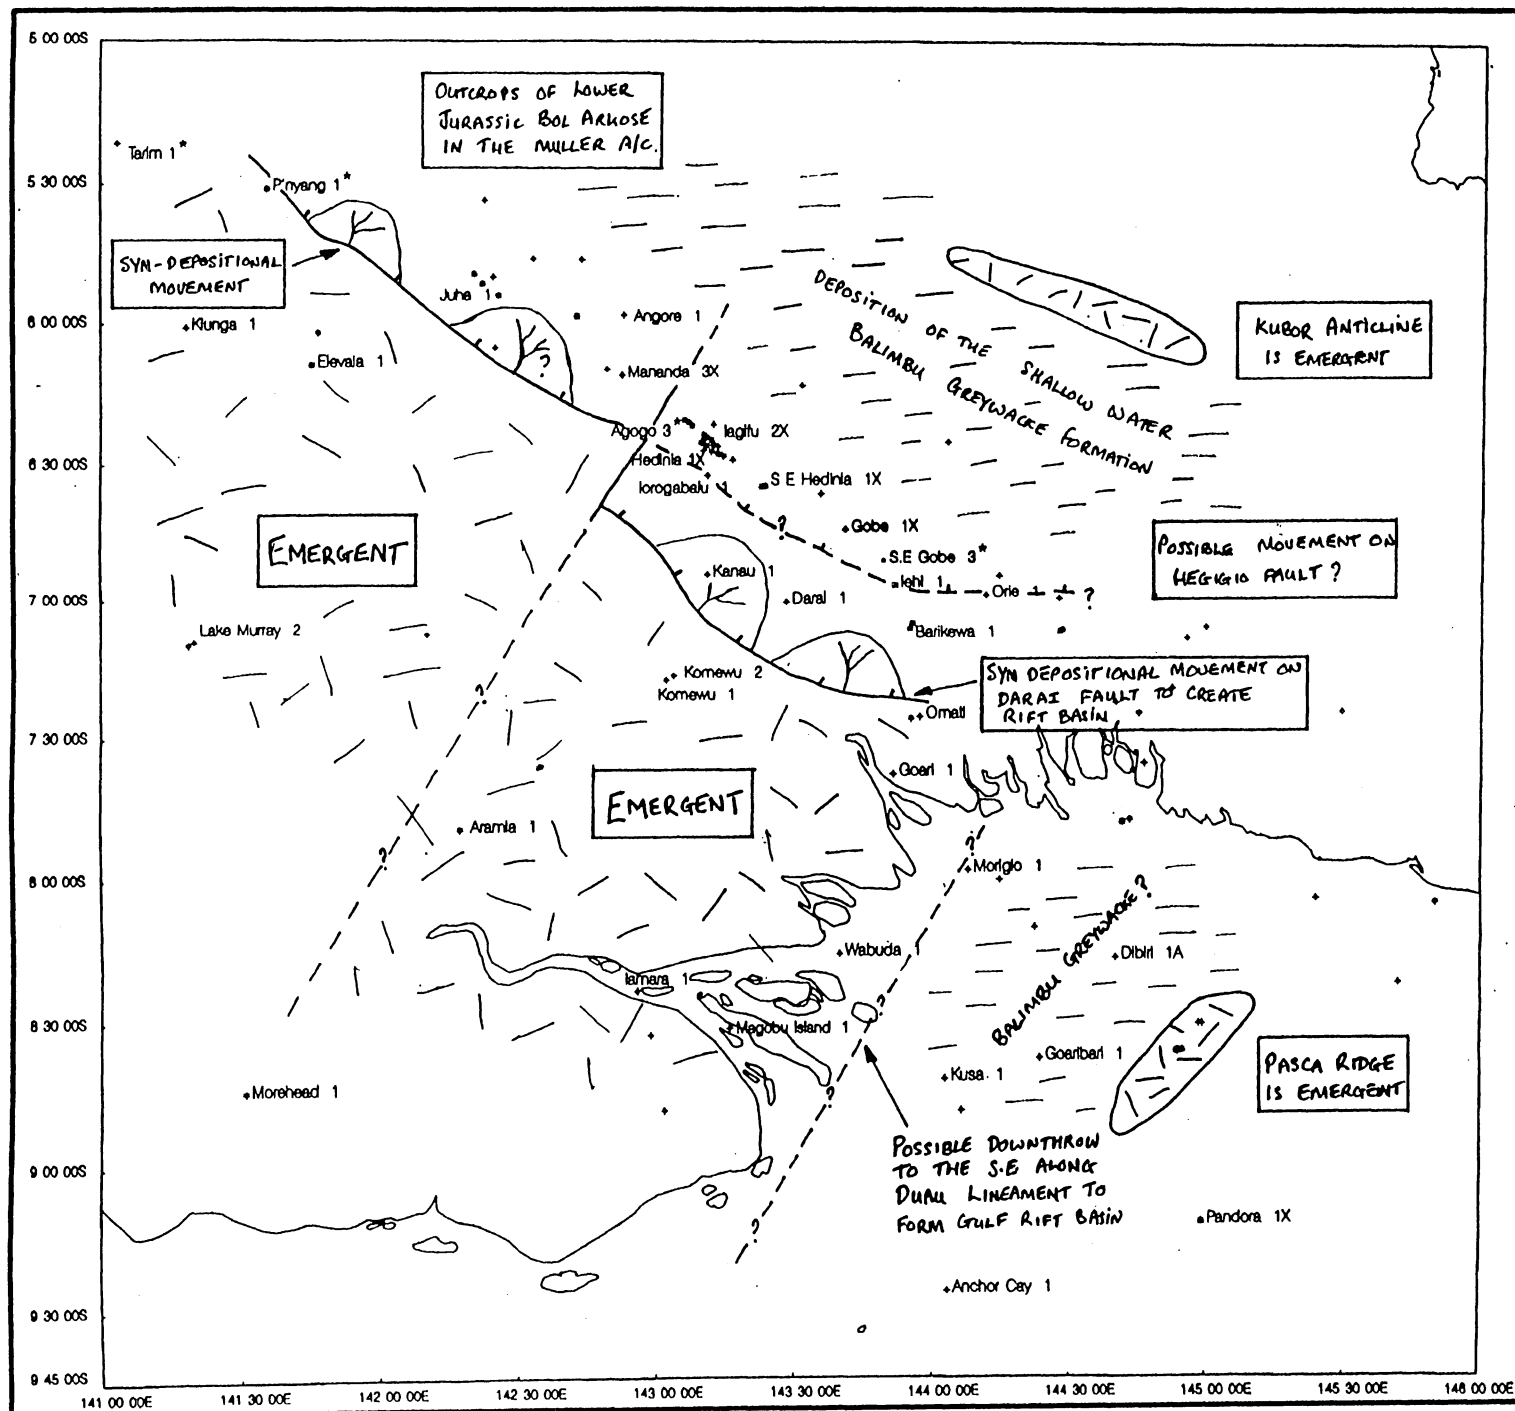 5 00 00S
OUTCROPS OF LOWER
JURASSIC BOL ARKOSE
IN THE MULLER A/C.
Tarim 1*
5 30 00S
P'nyang 1*
SYN-DEPOSITIONAL
MOVEMENT
Juha 1
DEPOSITION OF THE SHALLOW WATER
BALIMBU GREYWACKE FORMATION
6 00 00S
Kiunga 1
Angore 1
KUBOR ANTICLINE
IS EMERGENT
Elevala 1
?
Mananda 3X
Agogo 3*
Iagifu 2X
6 30 00S
Hedinia 1X
Iorogabaiu 1
S E Hedinia 1X
?
Gobe 1X
EMERGENT
POSSIBLE MOVEMENT ON
HEGIGIO FAULT ?
S.E Gobe 3*
Kanau 1
Iehi 1
Orie 1
?
7 00 00S
Darai 1
Lake Murray 2
Barikewa 1
Komewu 2
Komewu 1
SYN DEPOSITIONAL MOVEMENT ON
DARAI FAULT TO CREATE
RIFT BASIN
?
Omati
7 30 00S
Goari 1
EMERGENT
Aramia 1
?
?
Morigio 1
8 00 00S
BALIMBU GREYWACKE ?
Wabuda 1
Dibiri 1A
Iamara 1
?
8 30 00S
Magobu Island 1
Goaribari 1
Kusa. 1
PASCA RIDGE
IS EMERGENT
Morehead 1
?
POSSIBLE DOWNTHROW
TO THE S.E ALONG
DUAU LINEAMENT TO
FORM GULF RIFT BASIN
9 00 00S
?
Pandora 1X
Anchor Cay 1
9 30 00S
9 45 00S
141 00 00E 141 30 00E 142 00 00E 142 30 00E 143 00 00E 143 30 00E 144 00 00E 144 30 00E 145 00 00E 145 30 00E 146 00 00E